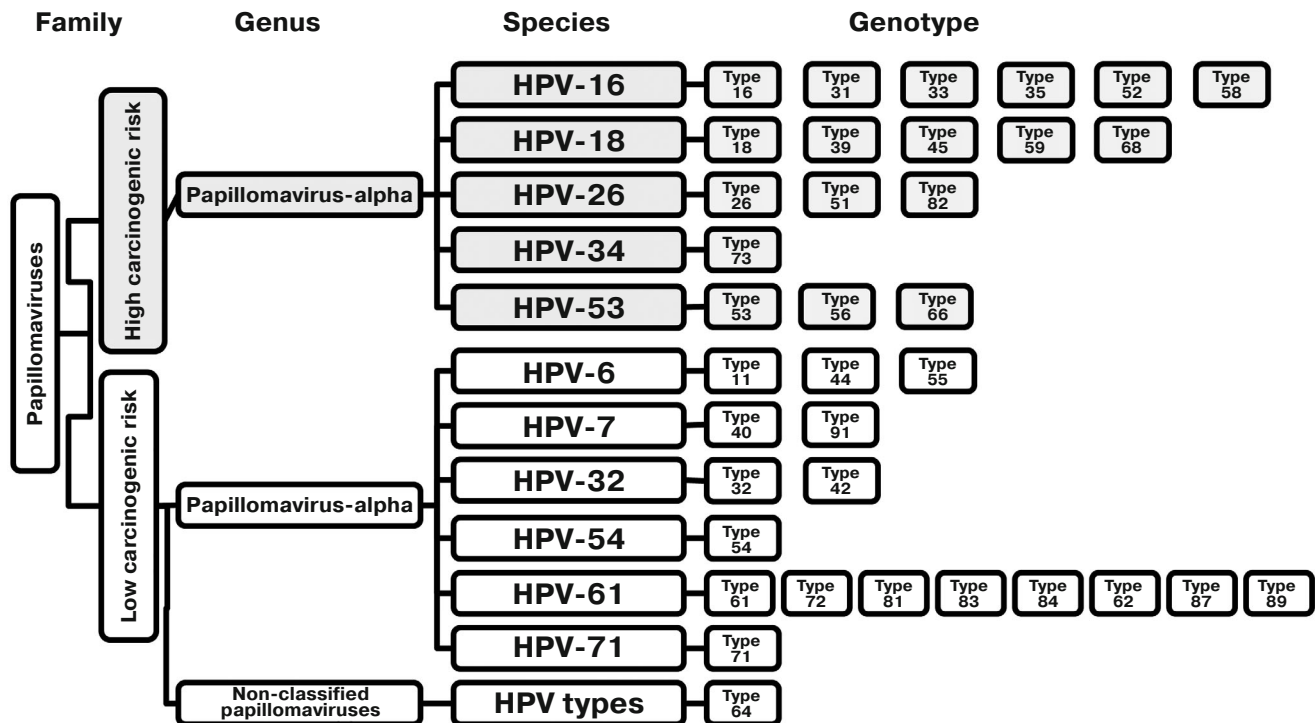 Family Genus Species Genotype
Papillomaviruses
High carcinogenic risk
Papillomavirus-alpha
HPV-16
Type
16
Type
31
Type
33
Type
35
Type
52
Type
58
HPV-18
Type
18
Type
39
Type
45
Type
59
Type
68
HPV-26
Type
26
Type
51
Type
82
HPV-34
Type
73
HPV-53
Type
53
Type
56
Type
66
Low carcinogenic risk
Papillomavirus-alpha
HPV-6
Type
11
Type
44
Type
55
HPV-7
Type
40
Type
91
HPV-32
Type
32
Type
42
HPV-54
Type
54
HPV-61
Type
61
Type
72
Type
81
Type
83
Type
84
Type
62
Type
87
Type
89
HPV-71
Type
71
Non-classified
papillomaviruses
HPV types
Type
64